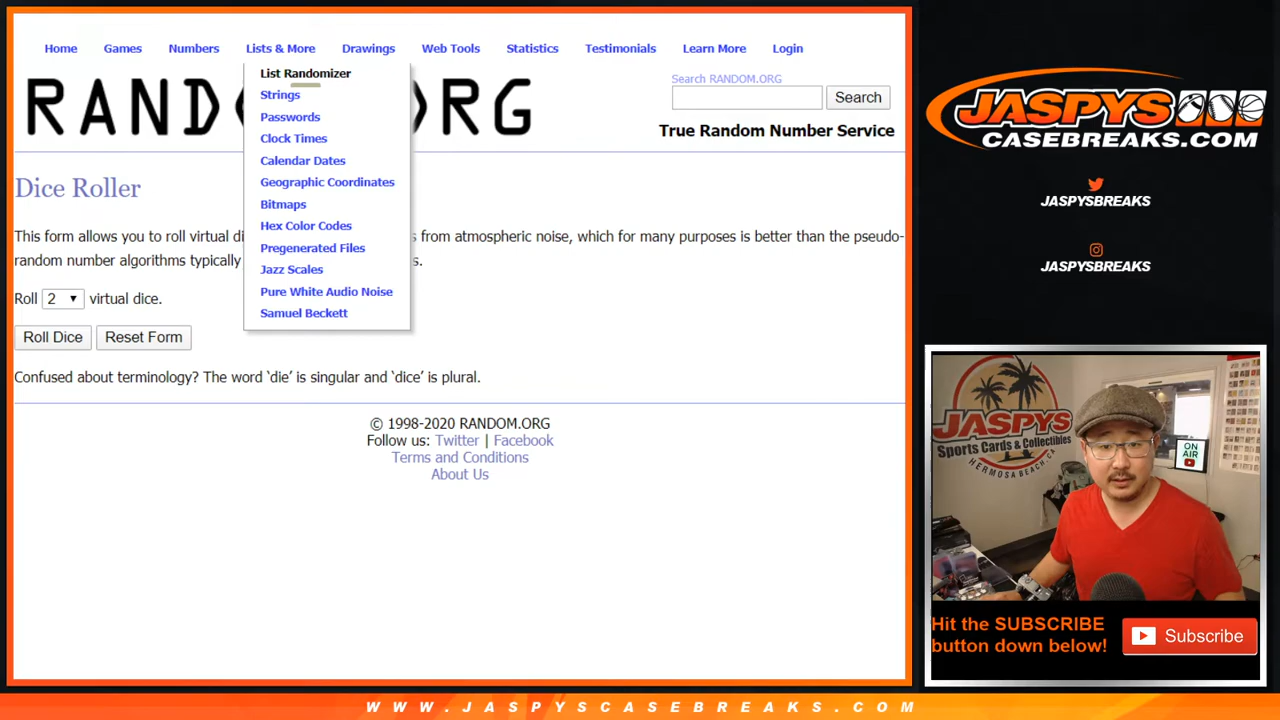 Home Games Numbers Lists & More Drawings Web Tools Statistics Testimonials Learn More Login
List Randomizer
Strings
Passwords
Clock Times
Calendar Dates
Geographic Coordinates
Bitmaps
Hex Color Codes
Pregenerated Files
Jazz Scales
Pure White Audio Noise
Samuel Beckett
RAND RG
Search RANDOM.ORG
Search
True Random Number Service
Dice Roller
This form allows you to roll virtual di s from atmospheric noise, which for many purposes is better than the pseudo-
random number algorithms typically s.
Roll 2 virtual dice.
Roll Dice Reset Form
Confused about terminology? The word ‘die’ is singular and ‘dice’ is plural.
© 1998-2020 RANDOM.ORG
Follow us: Twitter | Facebook
Terms and Conditions
About Us
JASPYS
CASEBREAKS.COM
JASPYSBREAKS
JASPYSBREAKS
JASPYS
Sports Cards & Collectibles
HERMOSA BEACH, CA
ON
AIR
Hit the SUBSCRIBE
button down below!
Subscribe
WWW.JASPYSCASEBREAKS.COM